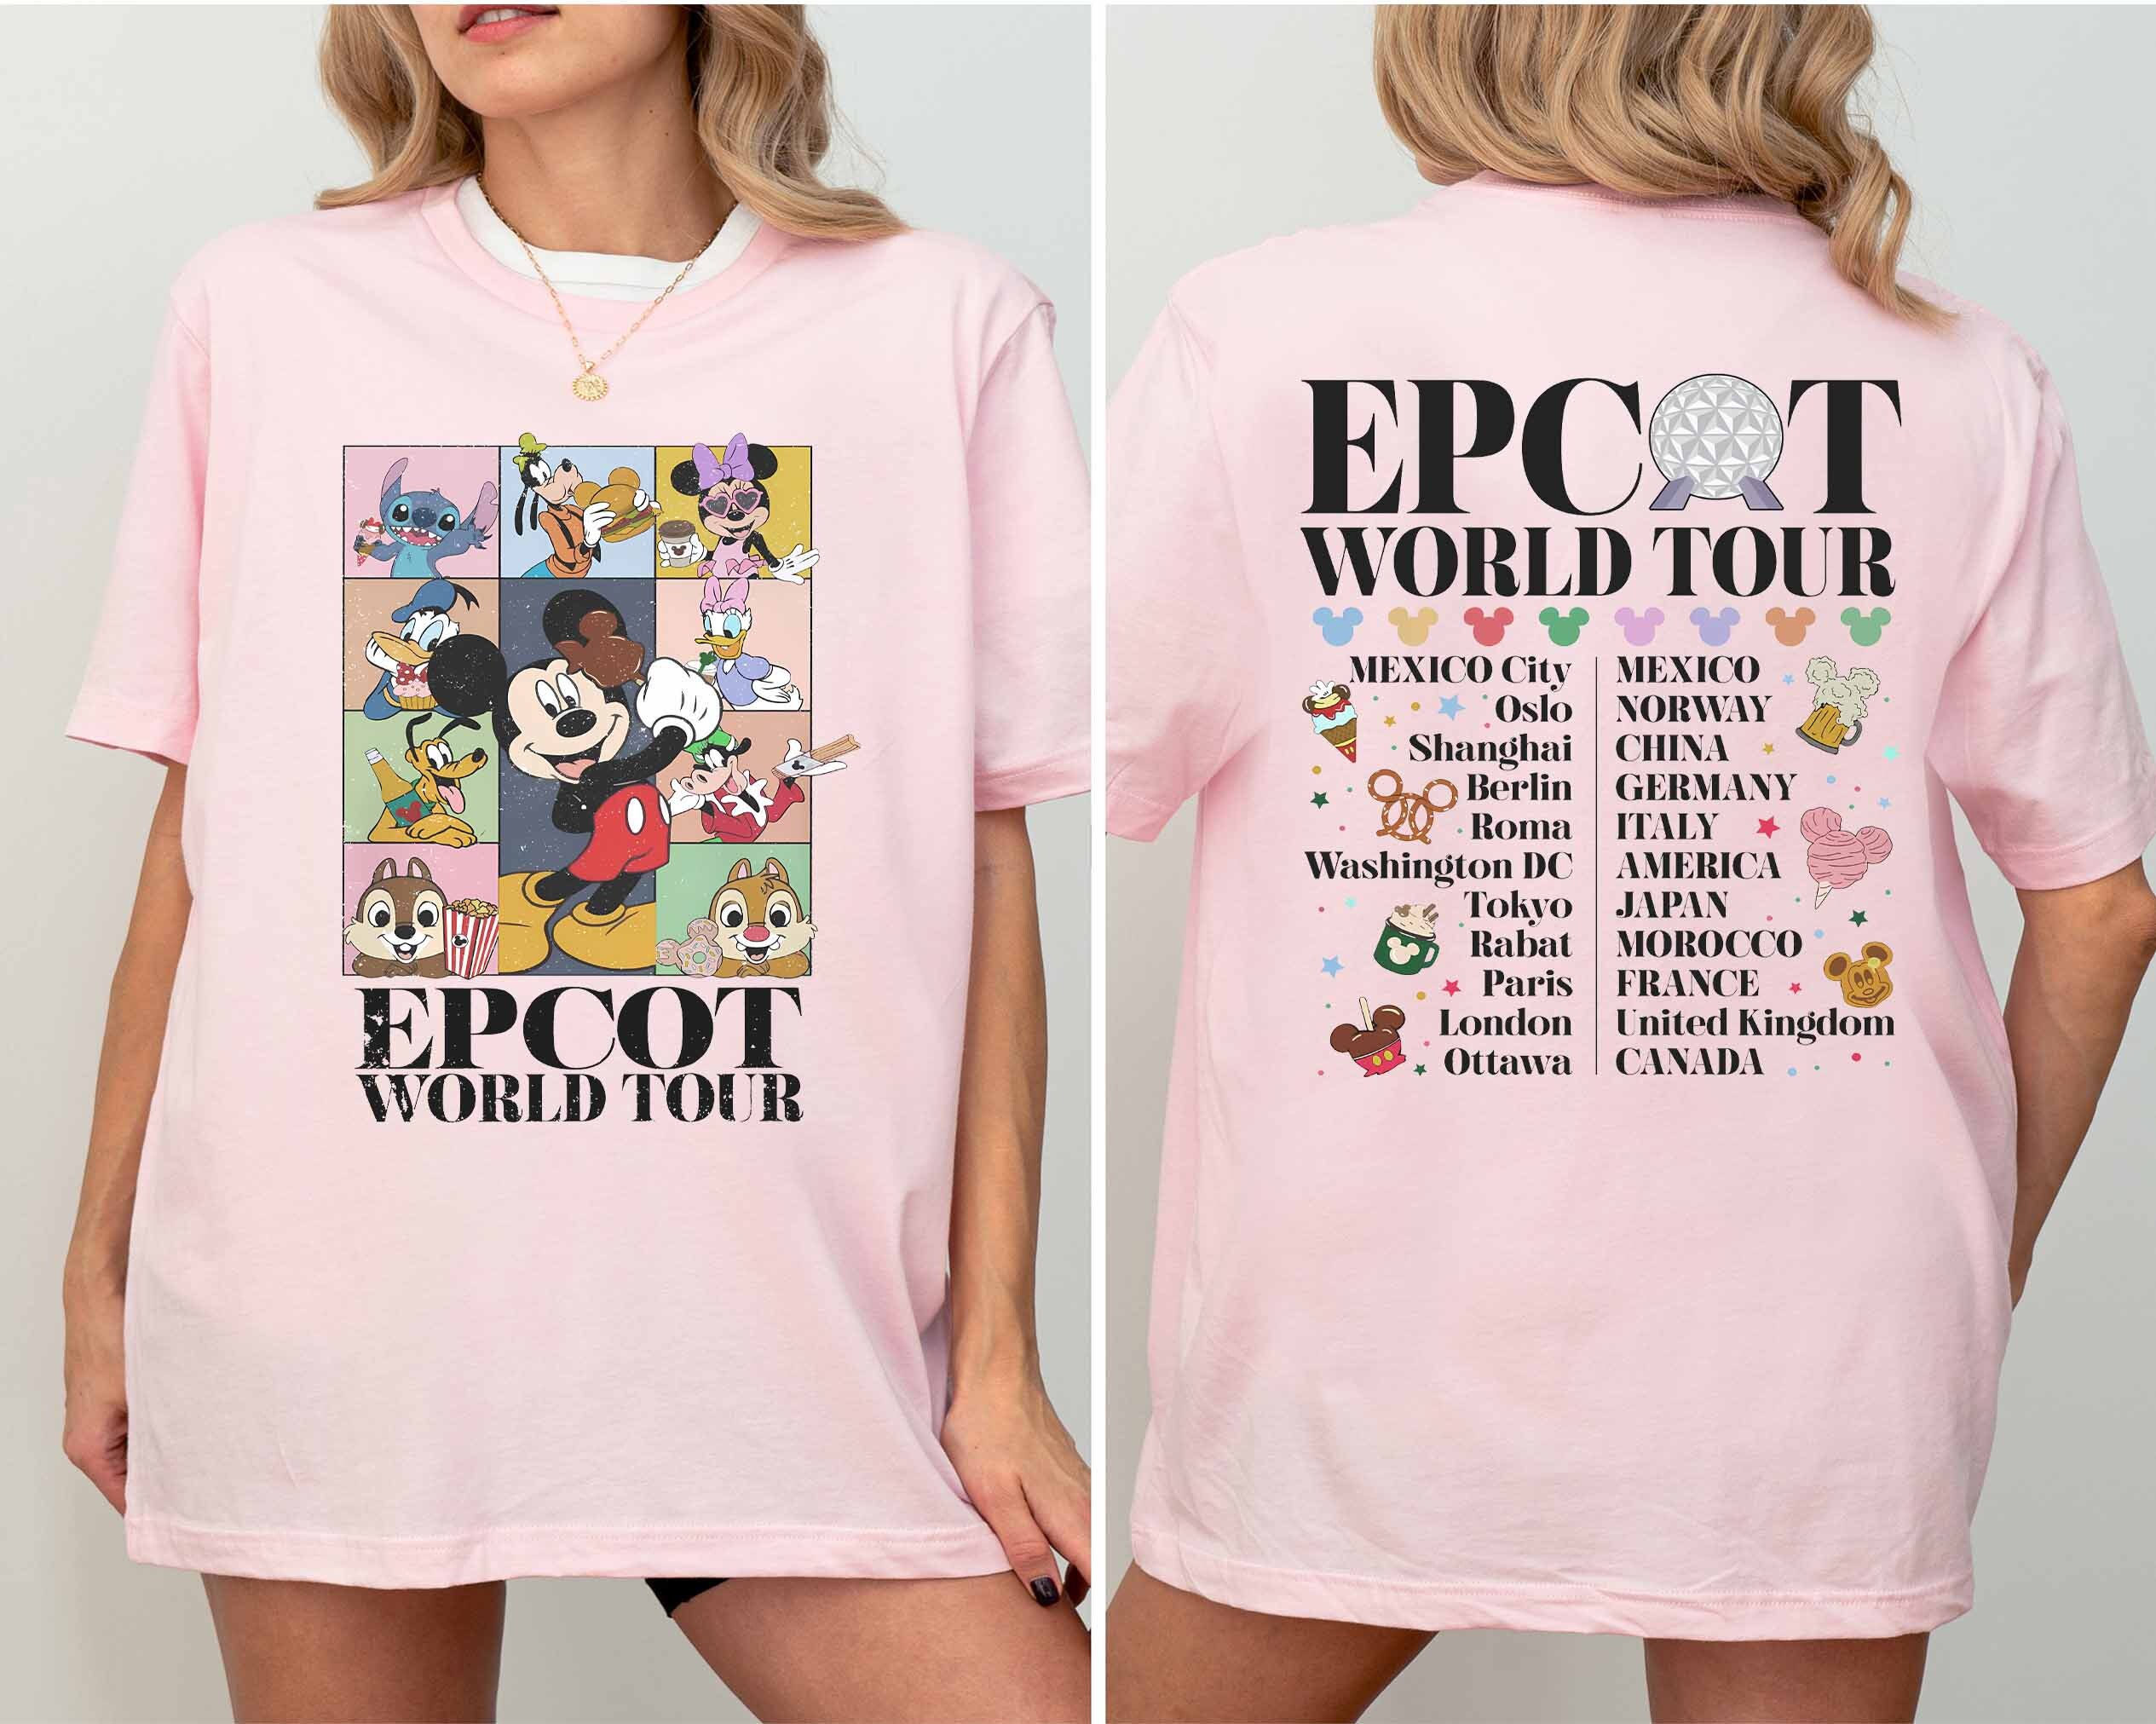 EPCOT
WORLD TOUR
EPCOT
WORLD TOUR
MEXICO City MEXICO
Oslo NORWAY
Shanghai CHINA
Berlin GERMANY
Roma ITALY
Washington DC AMERICA
Tokyo JAPAN
Rabat MOROCCO
Paris FRANCE
London United Kingdom
Ottawa CANADA